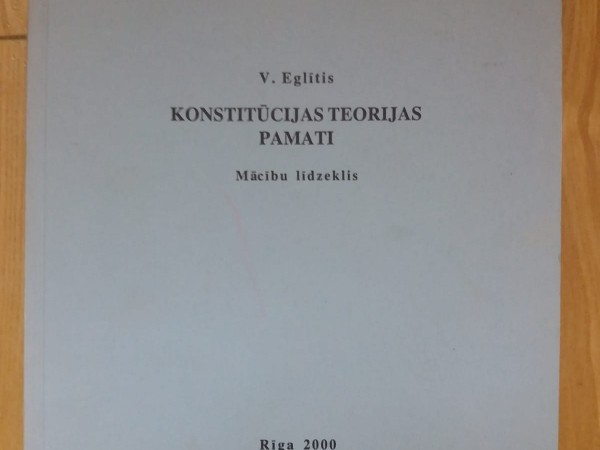 V. Eglītis
KONSTITŪCIJAS TEORIJAS
PAMATI
Mācību līdzeklis
Rīga 2000